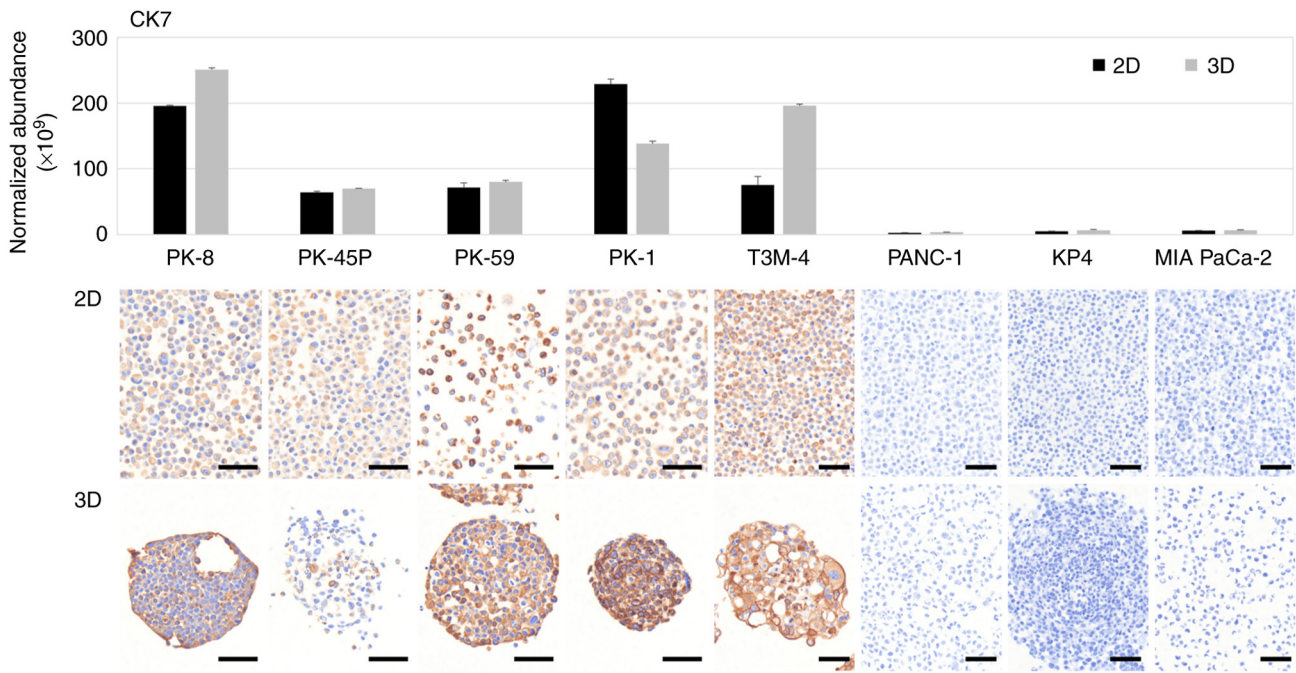 CK7
Normalized abundance
(×10⁹)
300
200
100
0
2D
3D
PK-8
PK-45P
PK-59
PK-1
T3M-4
PANC-1
KP4
MIA PaCa-2
2D
3D